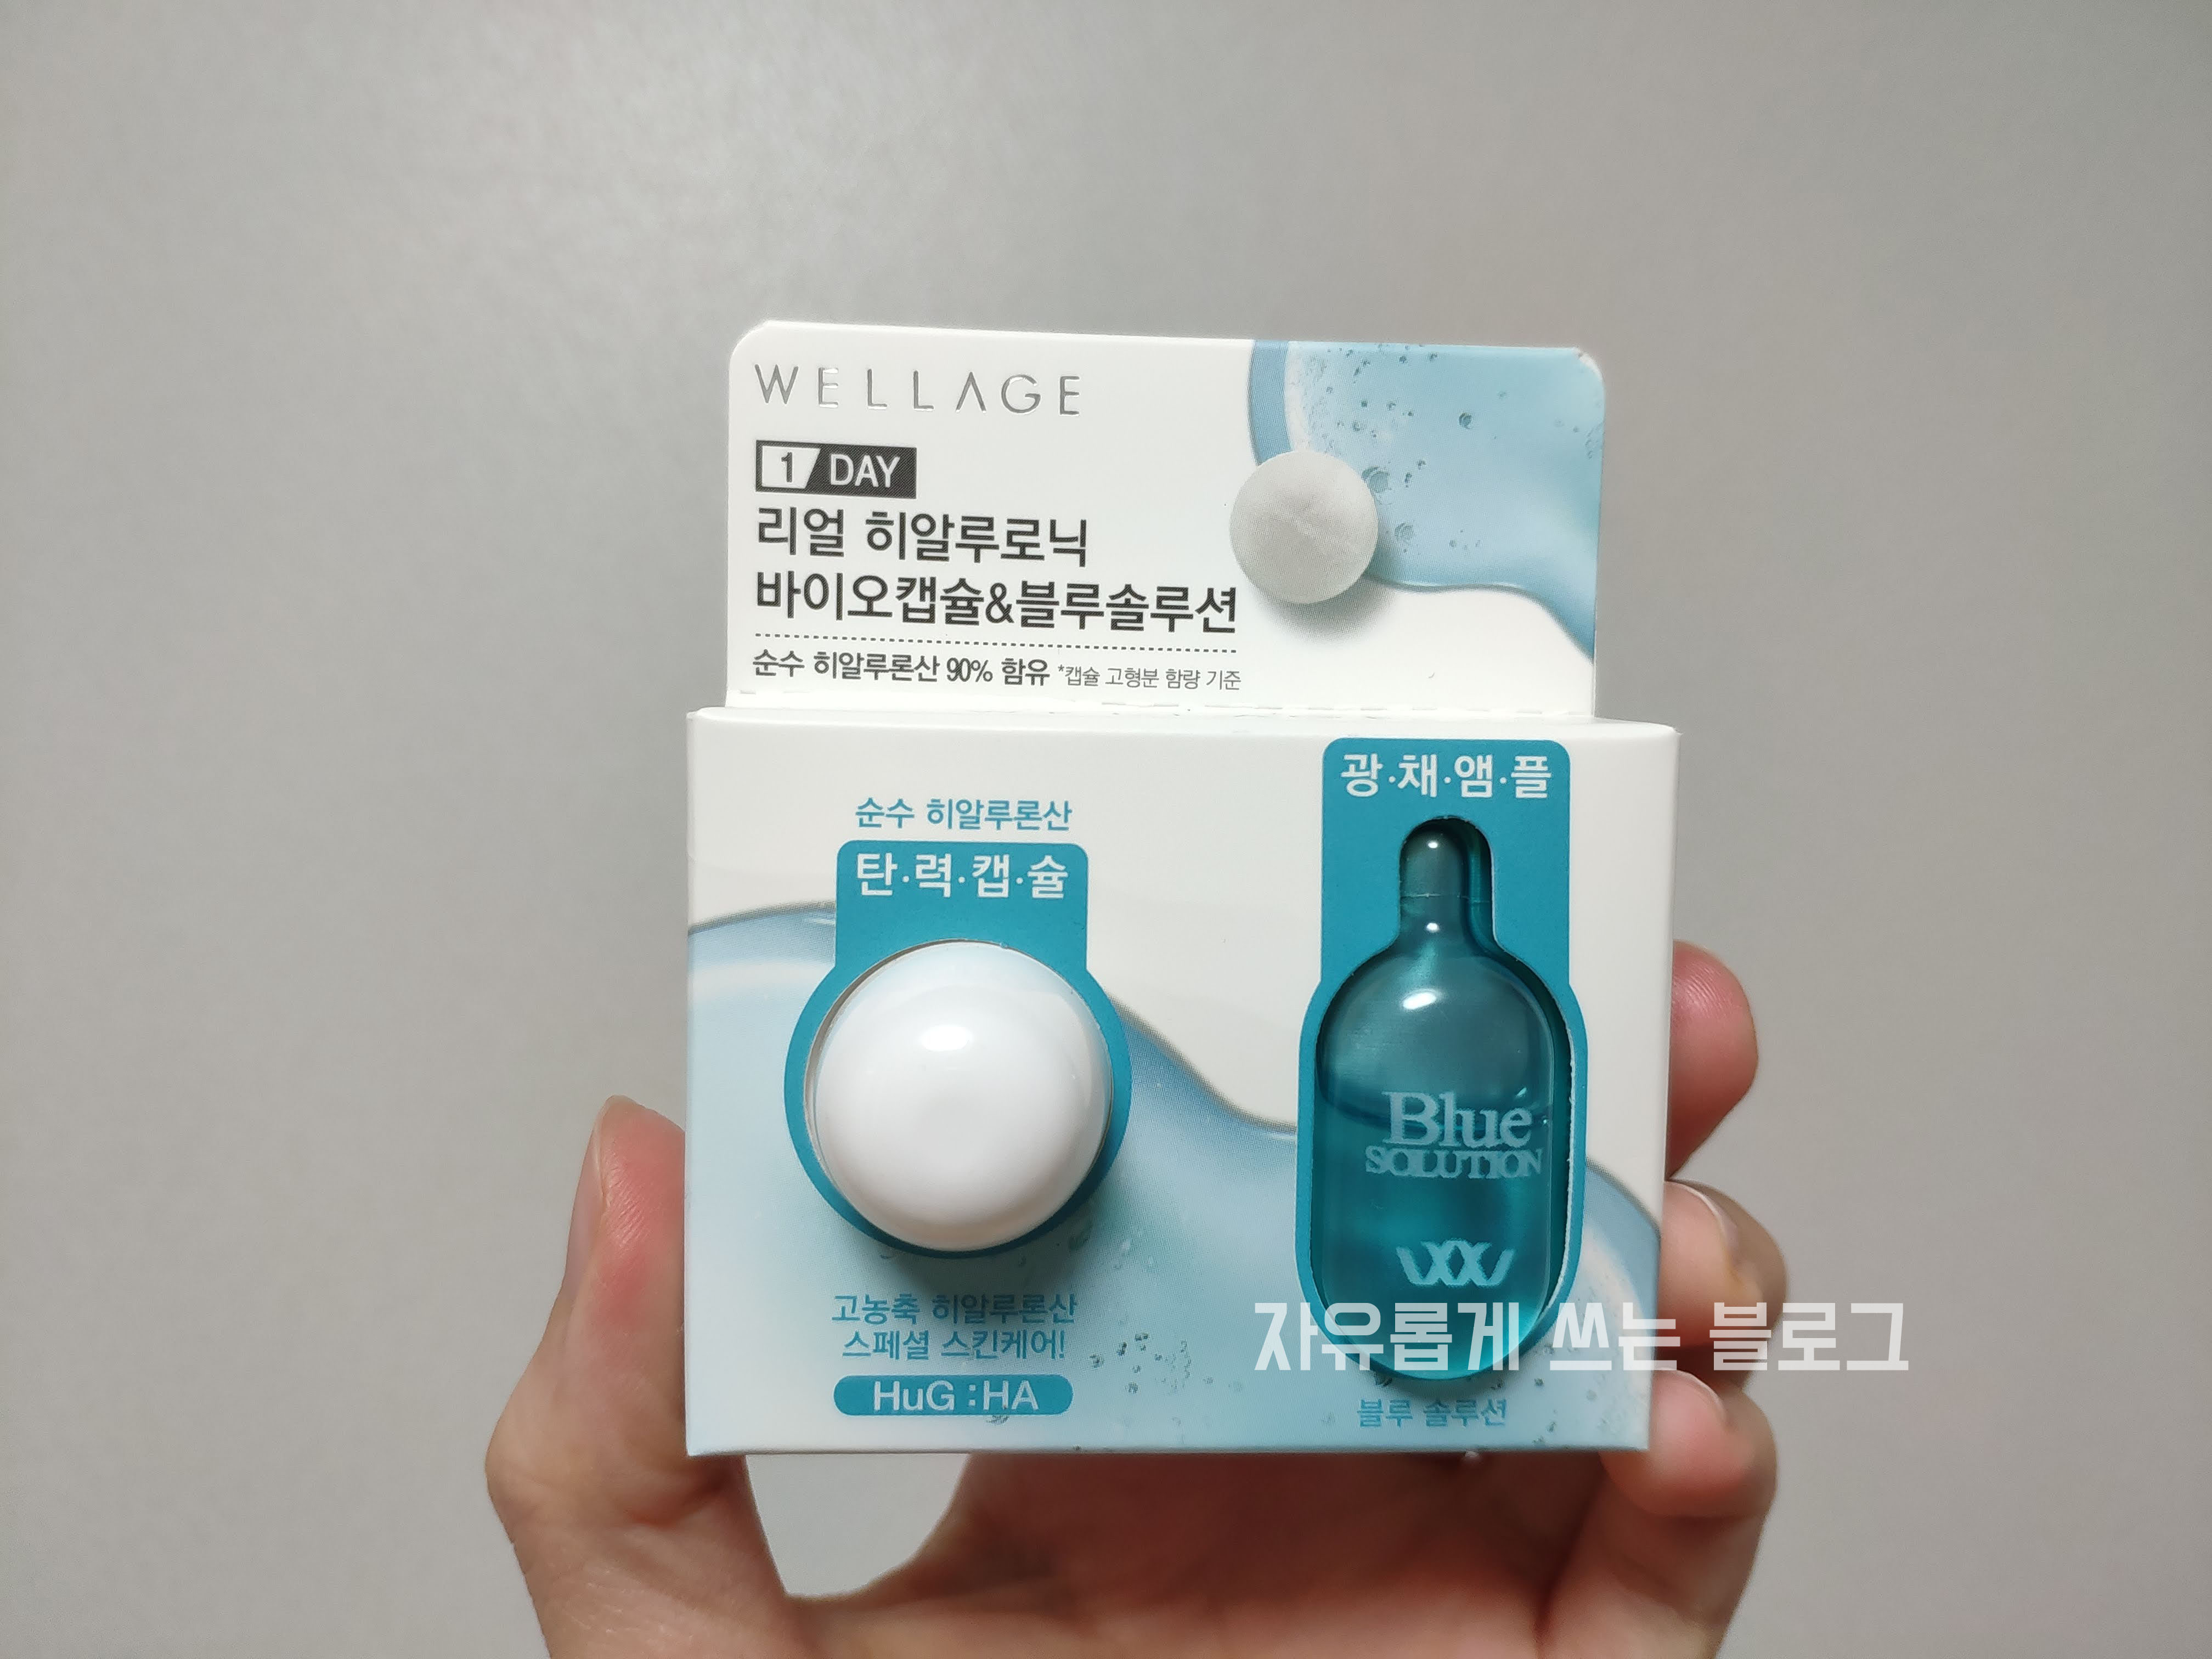 WELLAGE
1 DAY
리얼 히알루로닉
바이오캡슐&블루솔루션
순수 히알루론산 90% 함유 *캡슐 고형분 함량 기준
순수 히알루론산
탄·력·캡·슐
고농축 히알루론산
스페셜 스킨케어!
HuG:HA
광·채·앰·플
Blue
SOLUTION
블루 솔루션
자유롭게 쓰는 블로그